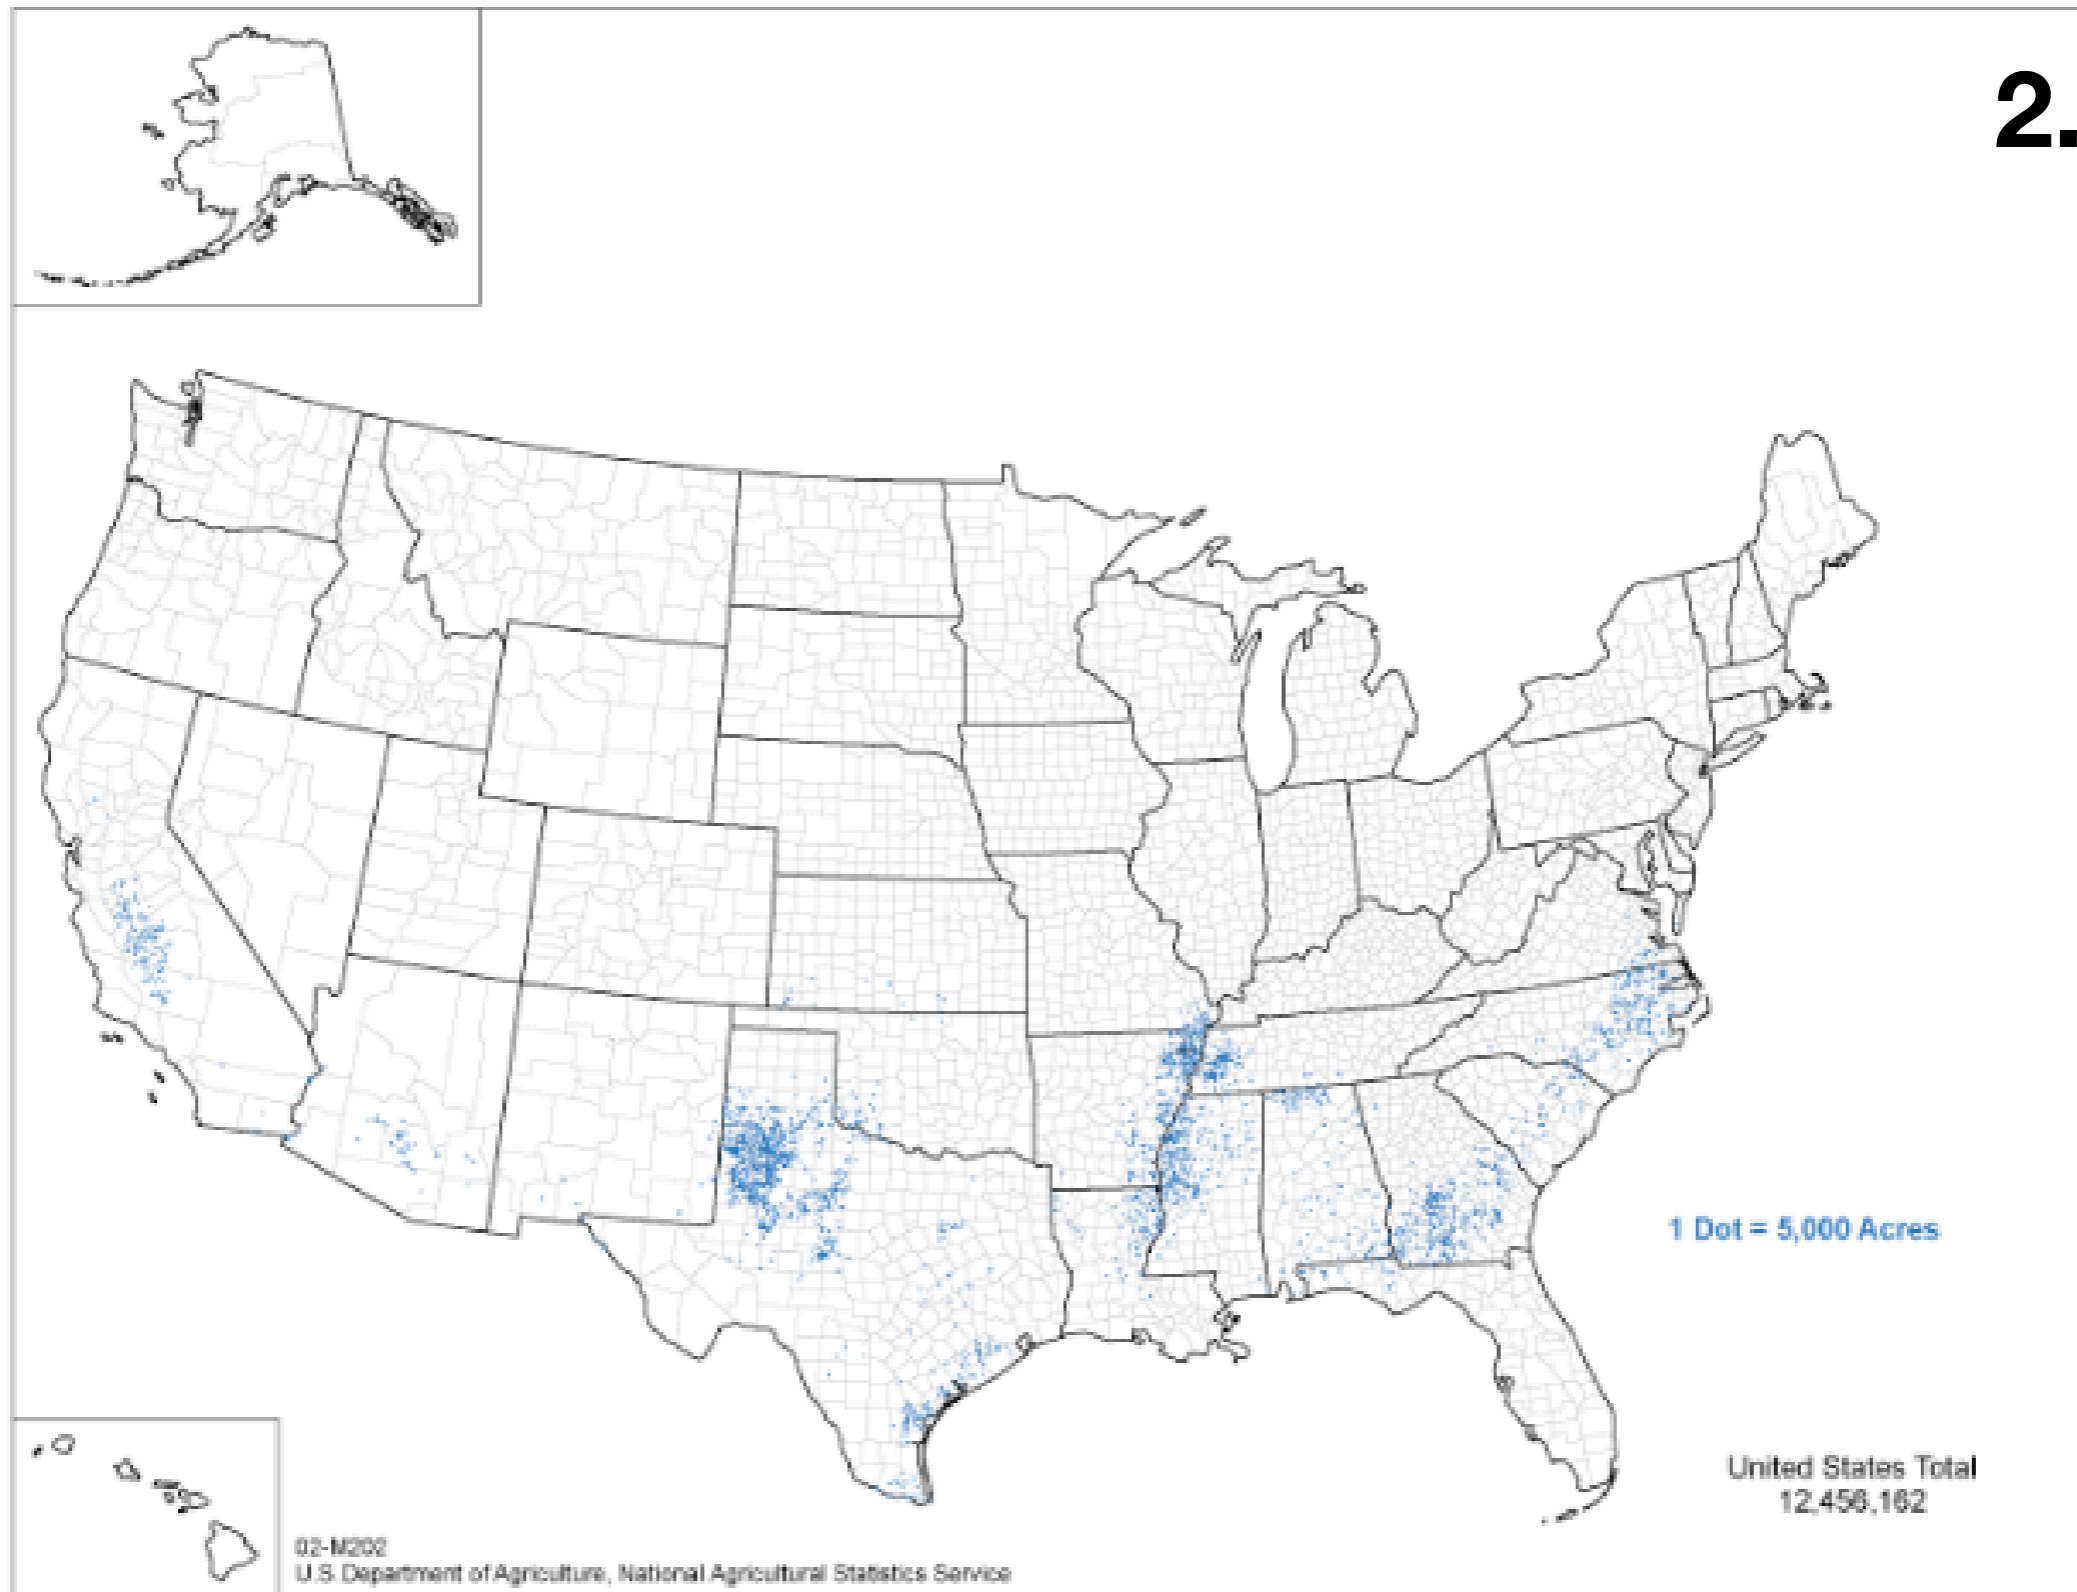 2.
1 Dot = 5,000 Acres
United States Total
12,456,162
02-M202
U.S. Department of Agriculture, National Agricultural Statistics Service